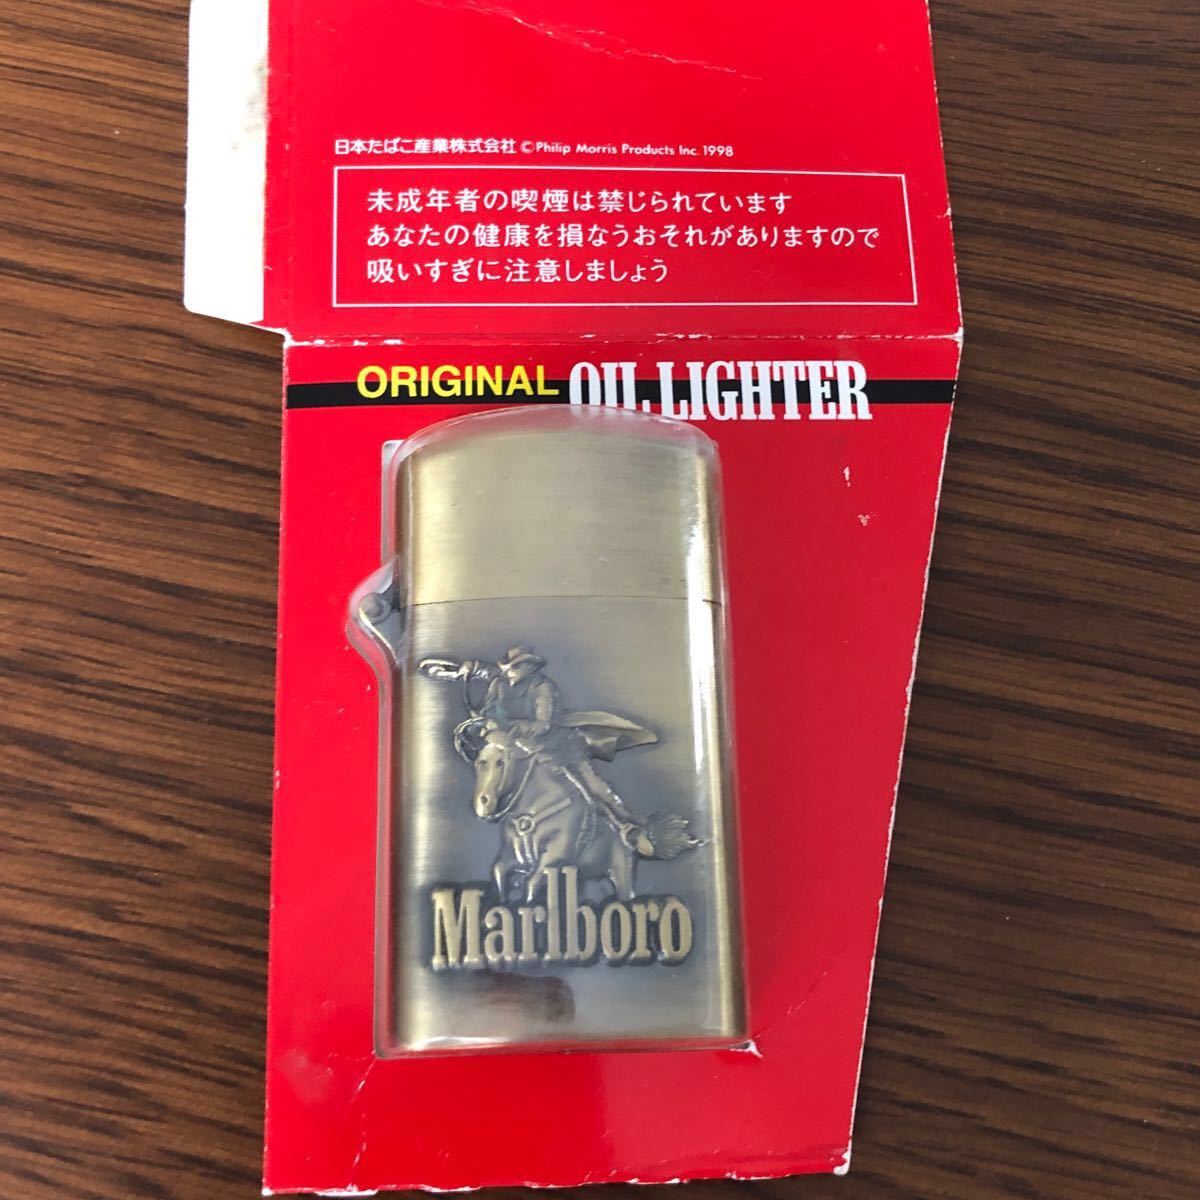 日本たばこ産業株式会社 ©Philip Morris Products Inc. 1998
未成年者の喫煙は禁じられています
あなたの健康を損なうおそれがありますので
吸いすぎに注意しましょう
ORIGINAL OIL LIGHTER
Marlboro